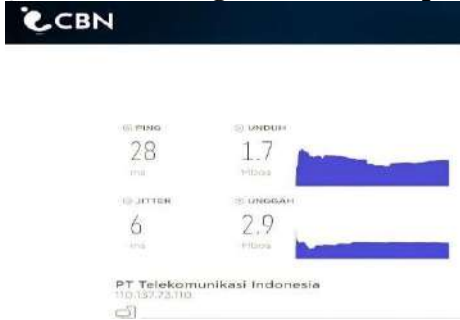 CBN
PING UNDUH
28 1.7
ms Mbps
JITTER UNGGAH
6 2.9
ms Mbps
PT Telekomunikasi Indonesia
110.137.73.110